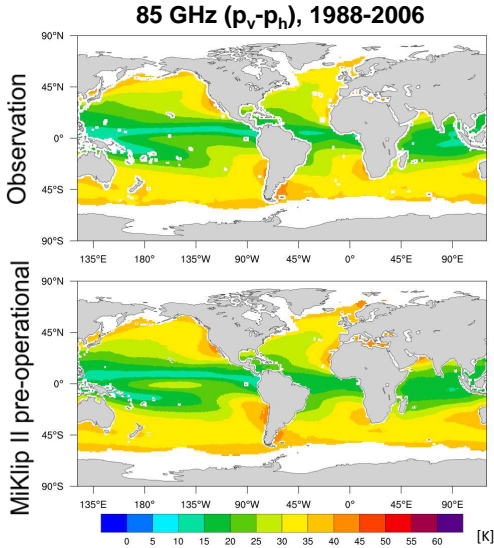 85 GHz (pv-ph), 1988-2006
Observation
90°N
45°N
0°
45°S
90°S
135°E 180° 135°W 90°W 45°W 0° 45°E 90°E
MiKlip II pre-operational
90°N
45°N
0°
45°S
90°S
135°E 180° 135°W 90°W 45°W 0° 45°E 90°E
0 5 10 15 20 25 30 35 40 45 50 55 60 [K]